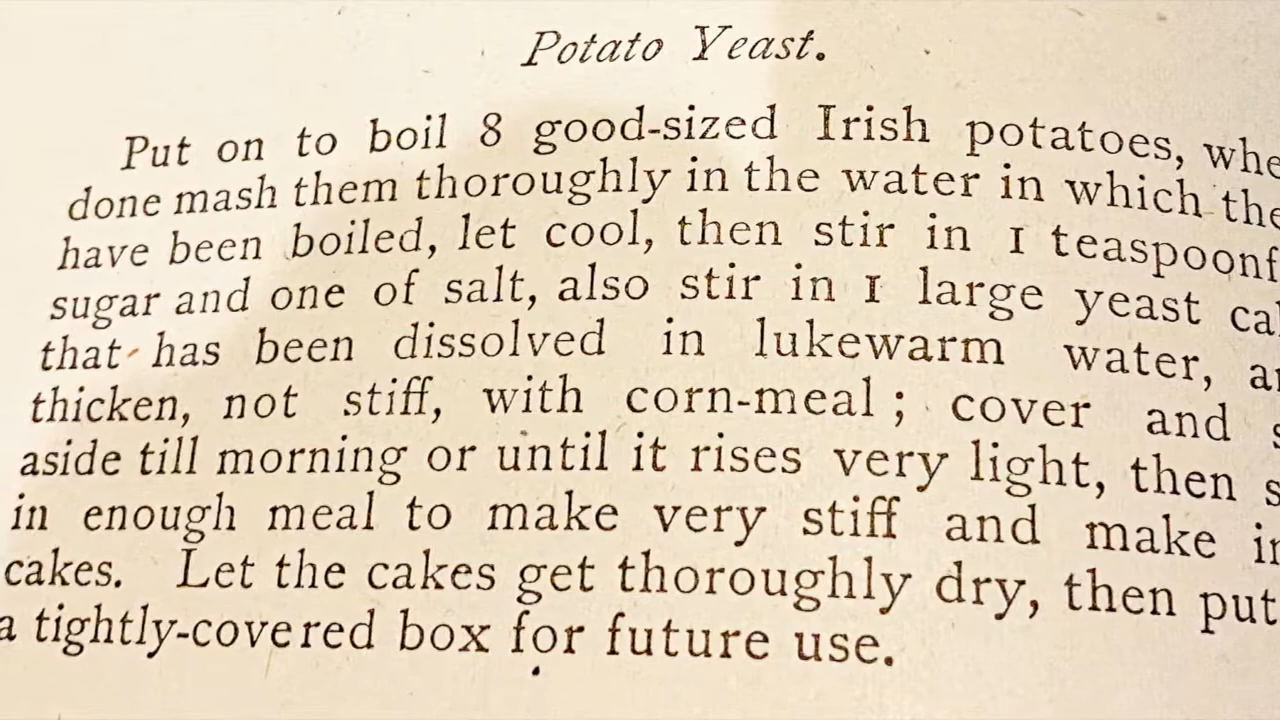 Potato Yeast.
Put on to boil 8 good-sized Irish potatoes, whe
done mash them thoroughly in the water in which the
have been boiled, let cool, then stir in 1 teaspoonf
sugar and one of salt, also stir in 1 large yeast ca
that has been dissolved in lukewarm water, a
thicken, not stiff, with corn-meal; cover and s
aside till morning or until it rises very light, then s
in enough meal to make very stiff and make i
cakes. Let the cakes get thoroughly dry, then put
a tightly-covered box for future use.